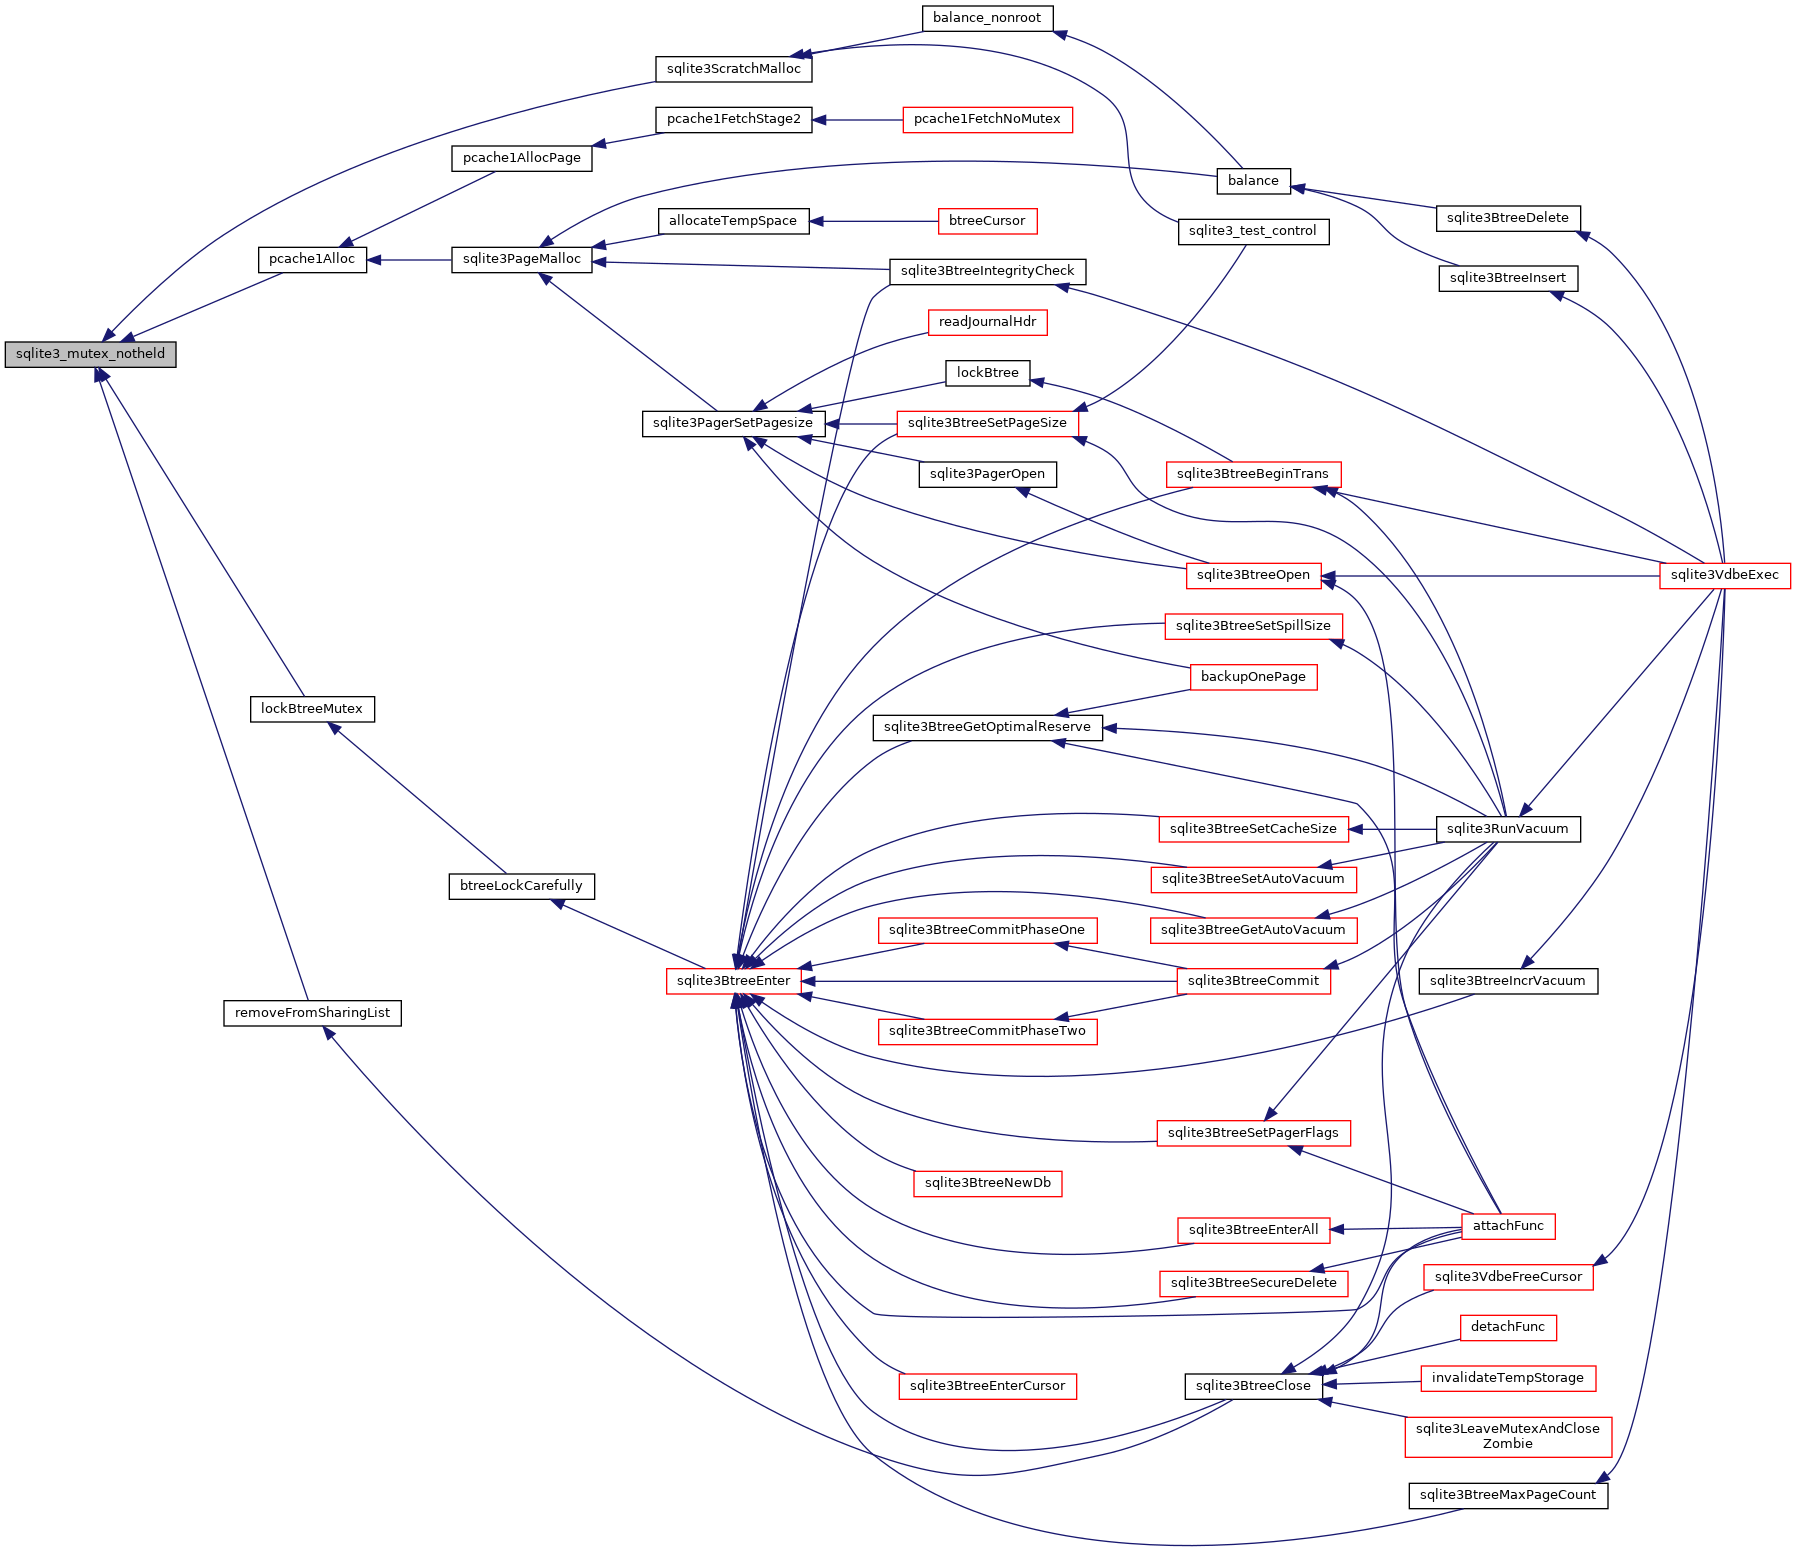 balance_nonroot
sqlite3ScratchMalloc
pcache1FetchStage2
pcache1FetchNoMutex
pcache1AllocPage
balance
allocateTempSpace
btreeCursor
sqlite3BtreeDelete
sqlite3_test_control
pcache1Alloc
sqlite3PageMalloc
sqlite3BtreeIntegrityCheck
sqlite3BtreeInsert
readJournalHdr
sqlite3_mutex_notheld
lockBtree
sqlite3PagerSetPagesize
sqlite3BtreeSetPageSize
sqlite3PagerOpen
sqlite3BtreeBeginTrans
sqlite3BtreeOpen
sqlite3VdbeExec
sqlite3BtreeSetSpillSize
backupOnePage
lockBtreeMutex
sqlite3BtreeGetOptimalReserve
sqlite3BtreeSetCacheSize
sqlite3RunVacuum
btreeLockCarefully
sqlite3BtreeSetAutoVacuum
sqlite3BtreeCommitPhaseOne
sqlite3BtreeGetAutoVacuum
sqlite3BtreeEnter
sqlite3BtreeCommit
sqlite3BtreeIncrVacuum
removeFromSharingList
sqlite3BtreeCommitPhaseTwo
sqlite3BtreeSetPagerFlags
sqlite3BtreeNewDb
sqlite3BtreeEnterAll
attachFunc
sqlite3BtreeSecureDelete
sqlite3VdbeFreeCursor
detachFunc
sqlite3BtreeEnterCursor
sqlite3BtreeClose
invalidateTempStorage
sqlite3LeaveMutexAndClose
Zombie
sqlite3BtreeMaxPageCount